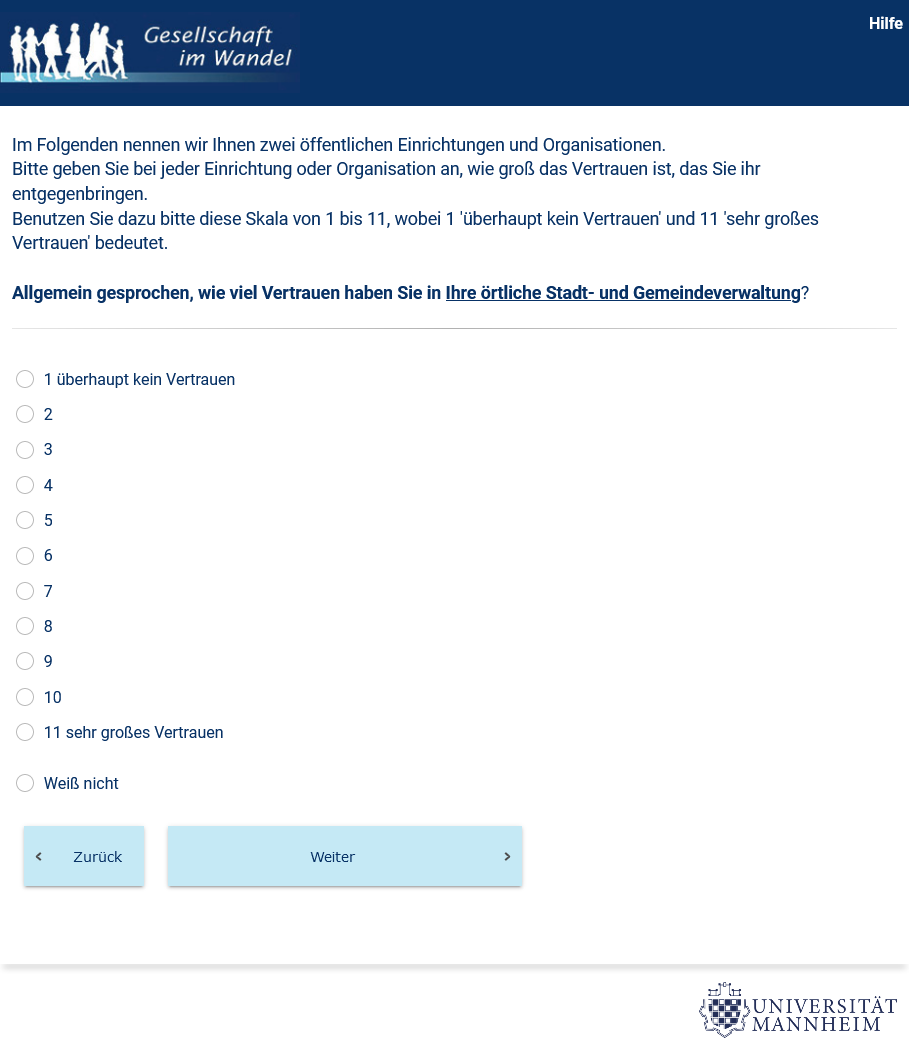 Gesellschaft
im Wandel
Hilfe
Im Folgenden nennen wir Ihnen zwei öffentlichen Einrichtungen und Organisationen.
Bitte geben Sie bei jeder Einrichtung oder Organisation an, wie groß das Vertrauen ist, das Sie ihr
entgegenbringen.
Benutzen Sie dazu bitte diese Skala von 1 bis 11, wobei 1 'überhaupt kein Vertrauen' und 11 'sehr großes
Vertrauen' bedeutet.
Allgemein gesprochen, wie viel Vertrauen haben Sie in Ihre örtliche Stadt- und Gemeindeverwaltung?
1 überhaupt kein Vertrauen
2
3
4
5
6
7
8
9
10
11 sehr großes Vertrauen
Weiß nicht
Zurück
Weiter
UNIVERSITÄT
MANNHEIM